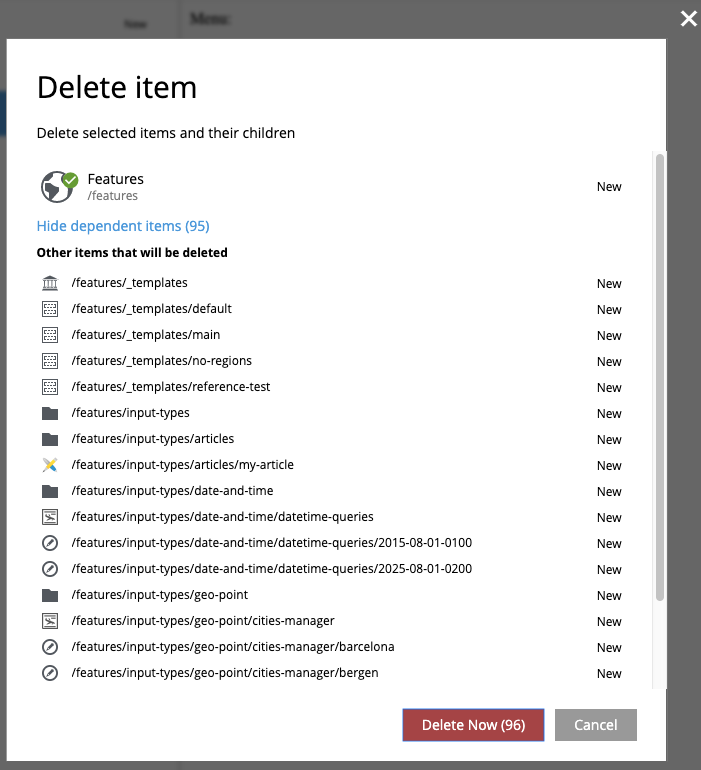 Menu
Delete item
Delete selected items and their children
Features
New
/features
Hide dependent items (95)
Other items that will be deleted
/features/_templates New
/features/_templates/default New
/features/_templates/main New
/features/_templates/no-regions New
/features/_templates/reference-test New
/features/input-types New
/features/input-types/articles New
/features/input-types/articles/my-article New
/features/input-types/date-and-time New
/features/input-types/date-and-time/datetime-queries New
/features/input-types/date-and-time/datetime-queries/2015-08-01-0100 New
/features/input-types/date-and-time/datetime-queries/2025-08-01-0200 New
/features/input-types/geo-point New
/features/input-types/geo-point/cities-manager New
/features/input-types/geo-point/cities-manager/barcelona New
/features/input-types/geo-point/cities-manager/bergen New
Delete Now (96) Cancel